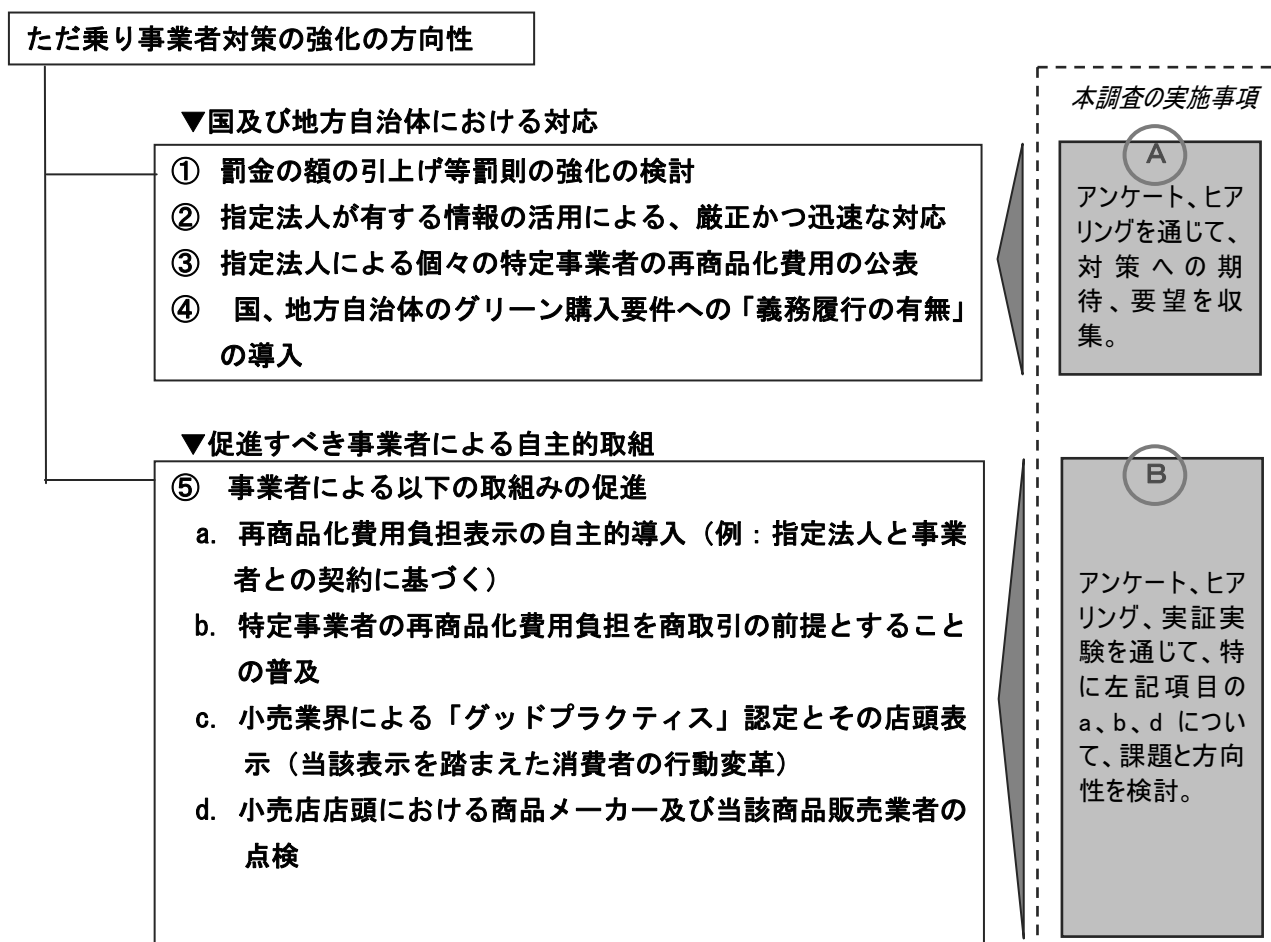 ただ乗り事業者対策の強化の方向性
▼国及び地方自治体における対応
① 罰金の額の引上げ等罰則の強化の検討
② 指定法人が有する情報の活用による、厳正かつ迅速な対応
③ 指定法人による個々の特定事業者の再商品化費用の公表
④ 国、地方自治体のグリーン購入要件への「義務履行の有無」
の導入
▼促進すべき事業者による自主的取組
⑤ 事業者による以下の取組みの促進
a. 再商品化費用負担表示の自主的導入（例：指定法人と事業
者との契約に基づく）
b. 特定事業者の再商品化費用負担を商取引の前提とすること
の普及
c. 小売業界による「グッドプラクティス」認定とその店頭表
示（当該表示を踏まえた消費者の行動変革）
d. 小売店店頭における商品メーカー及び当該商品販売業者の
点検
本調査の実施事項
A
アンケート、ヒア
リングを通じて、
対策への期
待、要望を収
集。
B
アンケート、ヒア
リング、実証実
験を通じて、特
に左記項目の
a、b、d につい
て、課題と方向
性を検討。